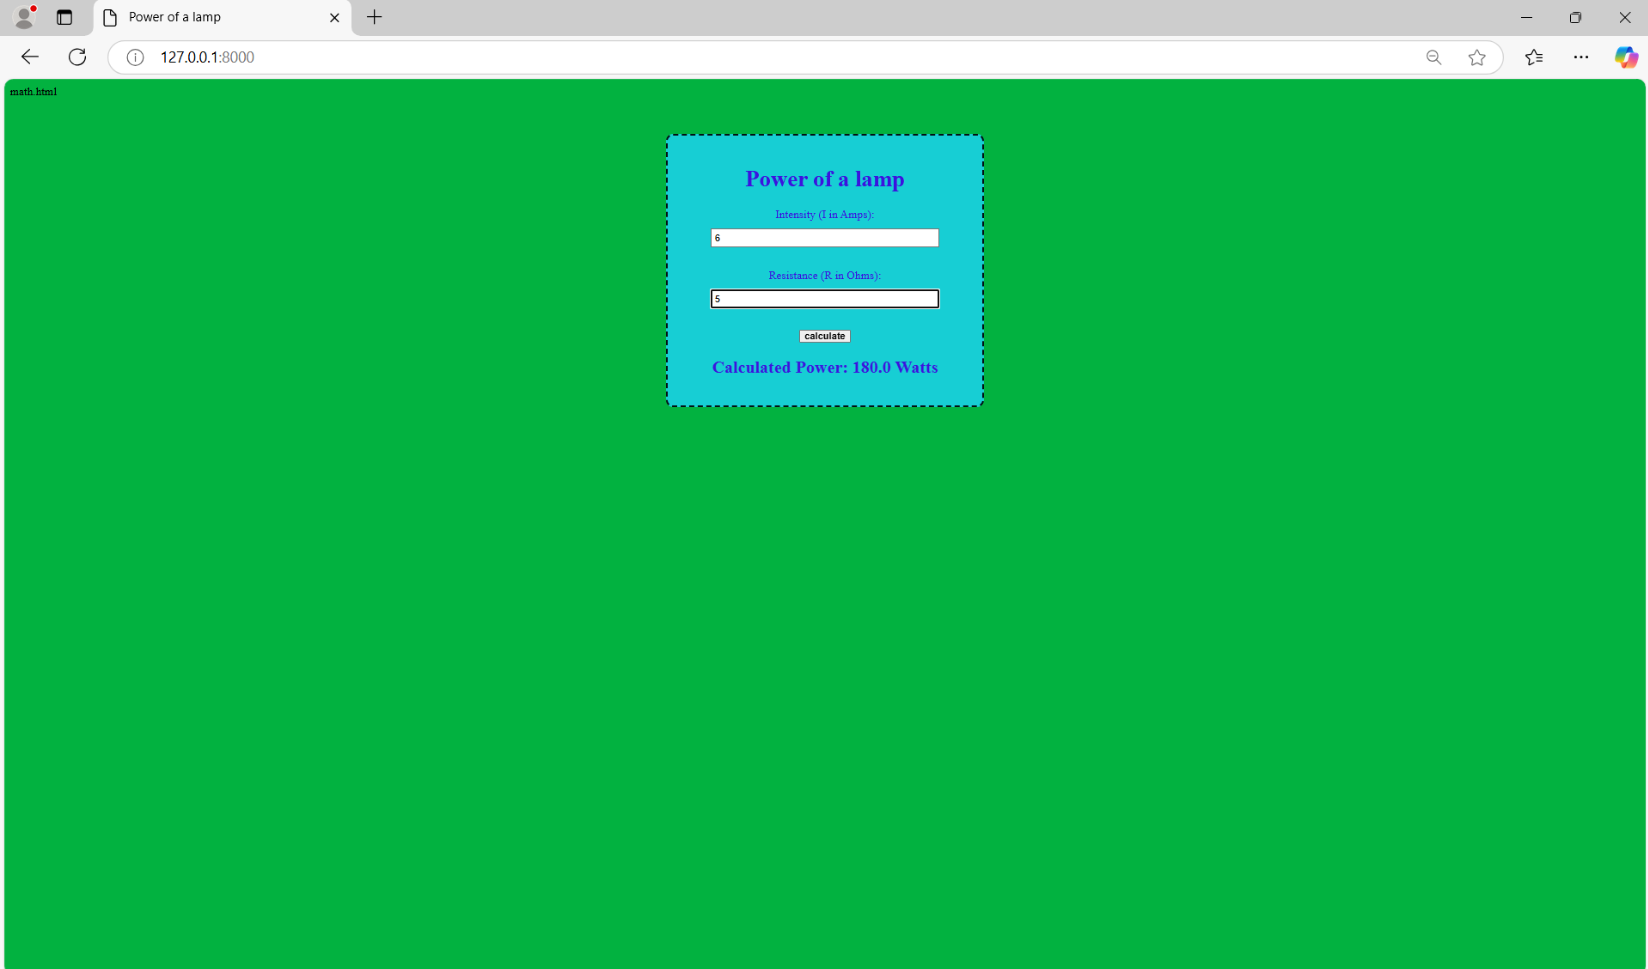 Power of a lamp
127.0.0.1:8000
math.html
Power of a lamp
Intensity (I in Amps):
6
Resistance (R in Ohms):
5
calculate
Calculated Power: 180.0 Watts